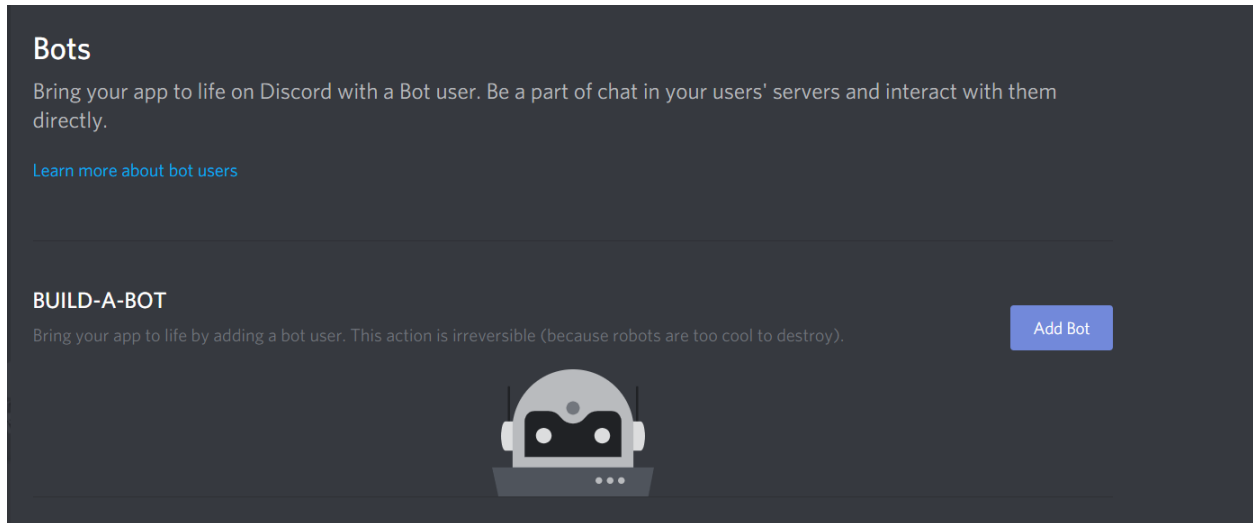 Bots
Bring your app to life on Discord with a Bot user. Be a part of chat in your users' servers and interact with them
directly.
Learn more about bot users
BUILD-A-BOT
Bring your app to life by adding a bot user. This action is irreversible (because robots are too cool to destroy).
Add Bot